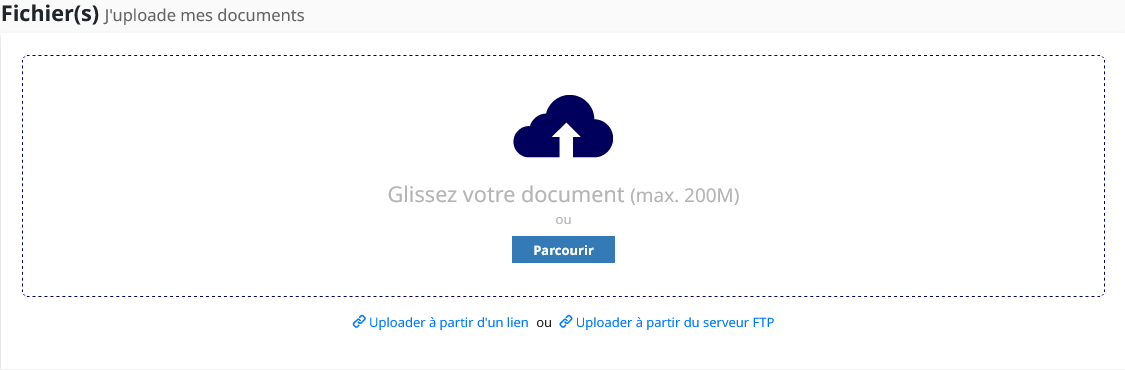 Fichier(s) J'uploade mes documents
Glissez votre document (max. 200M)
ou
Parcourir
Uploader à partir d'un lien ou Uploader à partir du serveur FTP